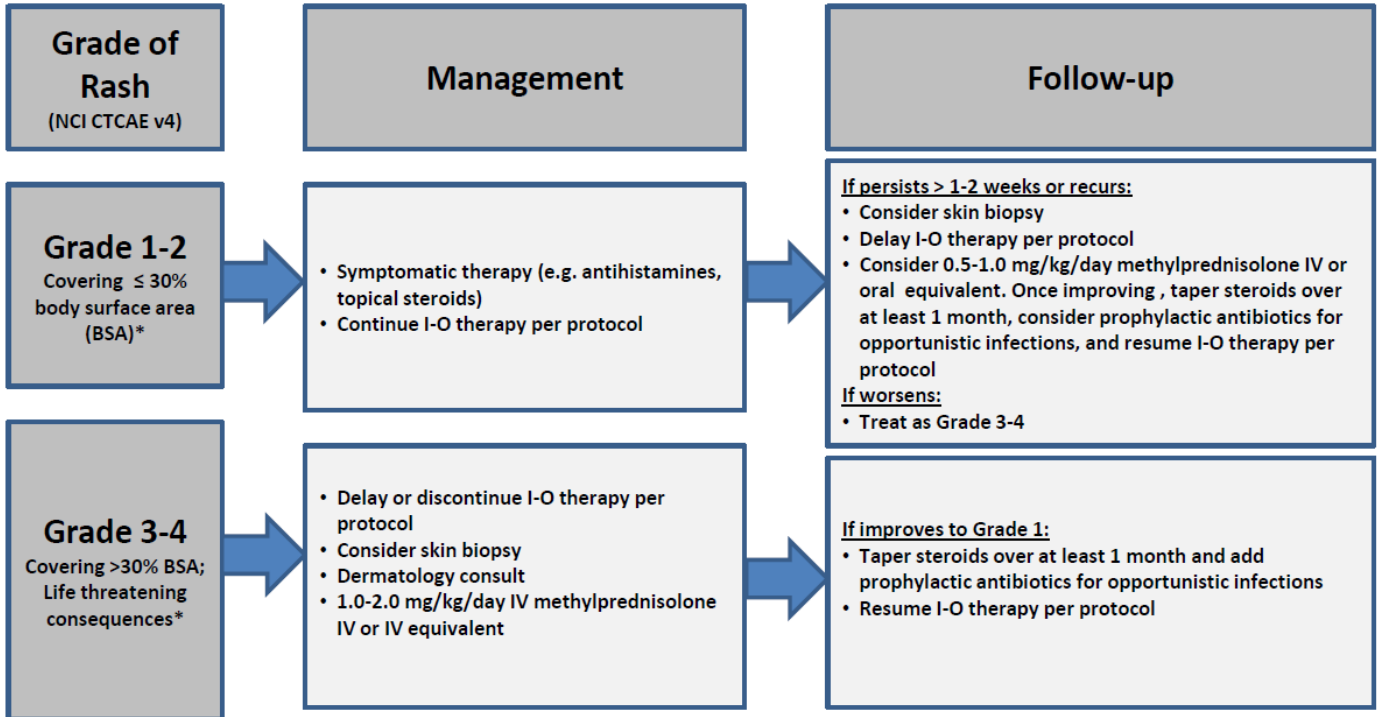 Grade of
Rash
(NCI CTCAE v4)
Management
Follow-up
Grade 1-2
Covering ≤ 30%
body surface area
(BSA)*
• Symptomatic therapy (e.g. antihistamines,
topical steroids)
• Continue I-O therapy per protocol
If persists > 1-2 weeks or recurs:
• Consider skin biopsy
• Delay I-O therapy per protocol
• Consider 0.5-1.0 mg/kg/day methylprednisolone IV or
oral equivalent. Once improving , taper steroids over
at least 1 month, consider prophylactic antibiotics for
opportunistic infections, and resume I-O therapy per
protocol
If worsens:
• Treat as Grade 3-4
Grade 3-4
Covering >30% BSA;
Life threatening
consequences*
• Delay or discontinue I-O therapy per
protocol
• Consider skin biopsy
• Dermatology consult
• 1.0-2.0 mg/kg/day IV methylprednisolone
IV or IV equivalent
If improves to Grade 1:
• Taper steroids over at least 1 month and add
prophylactic antibiotics for opportunistic infections
• Resume I-O therapy per protocol